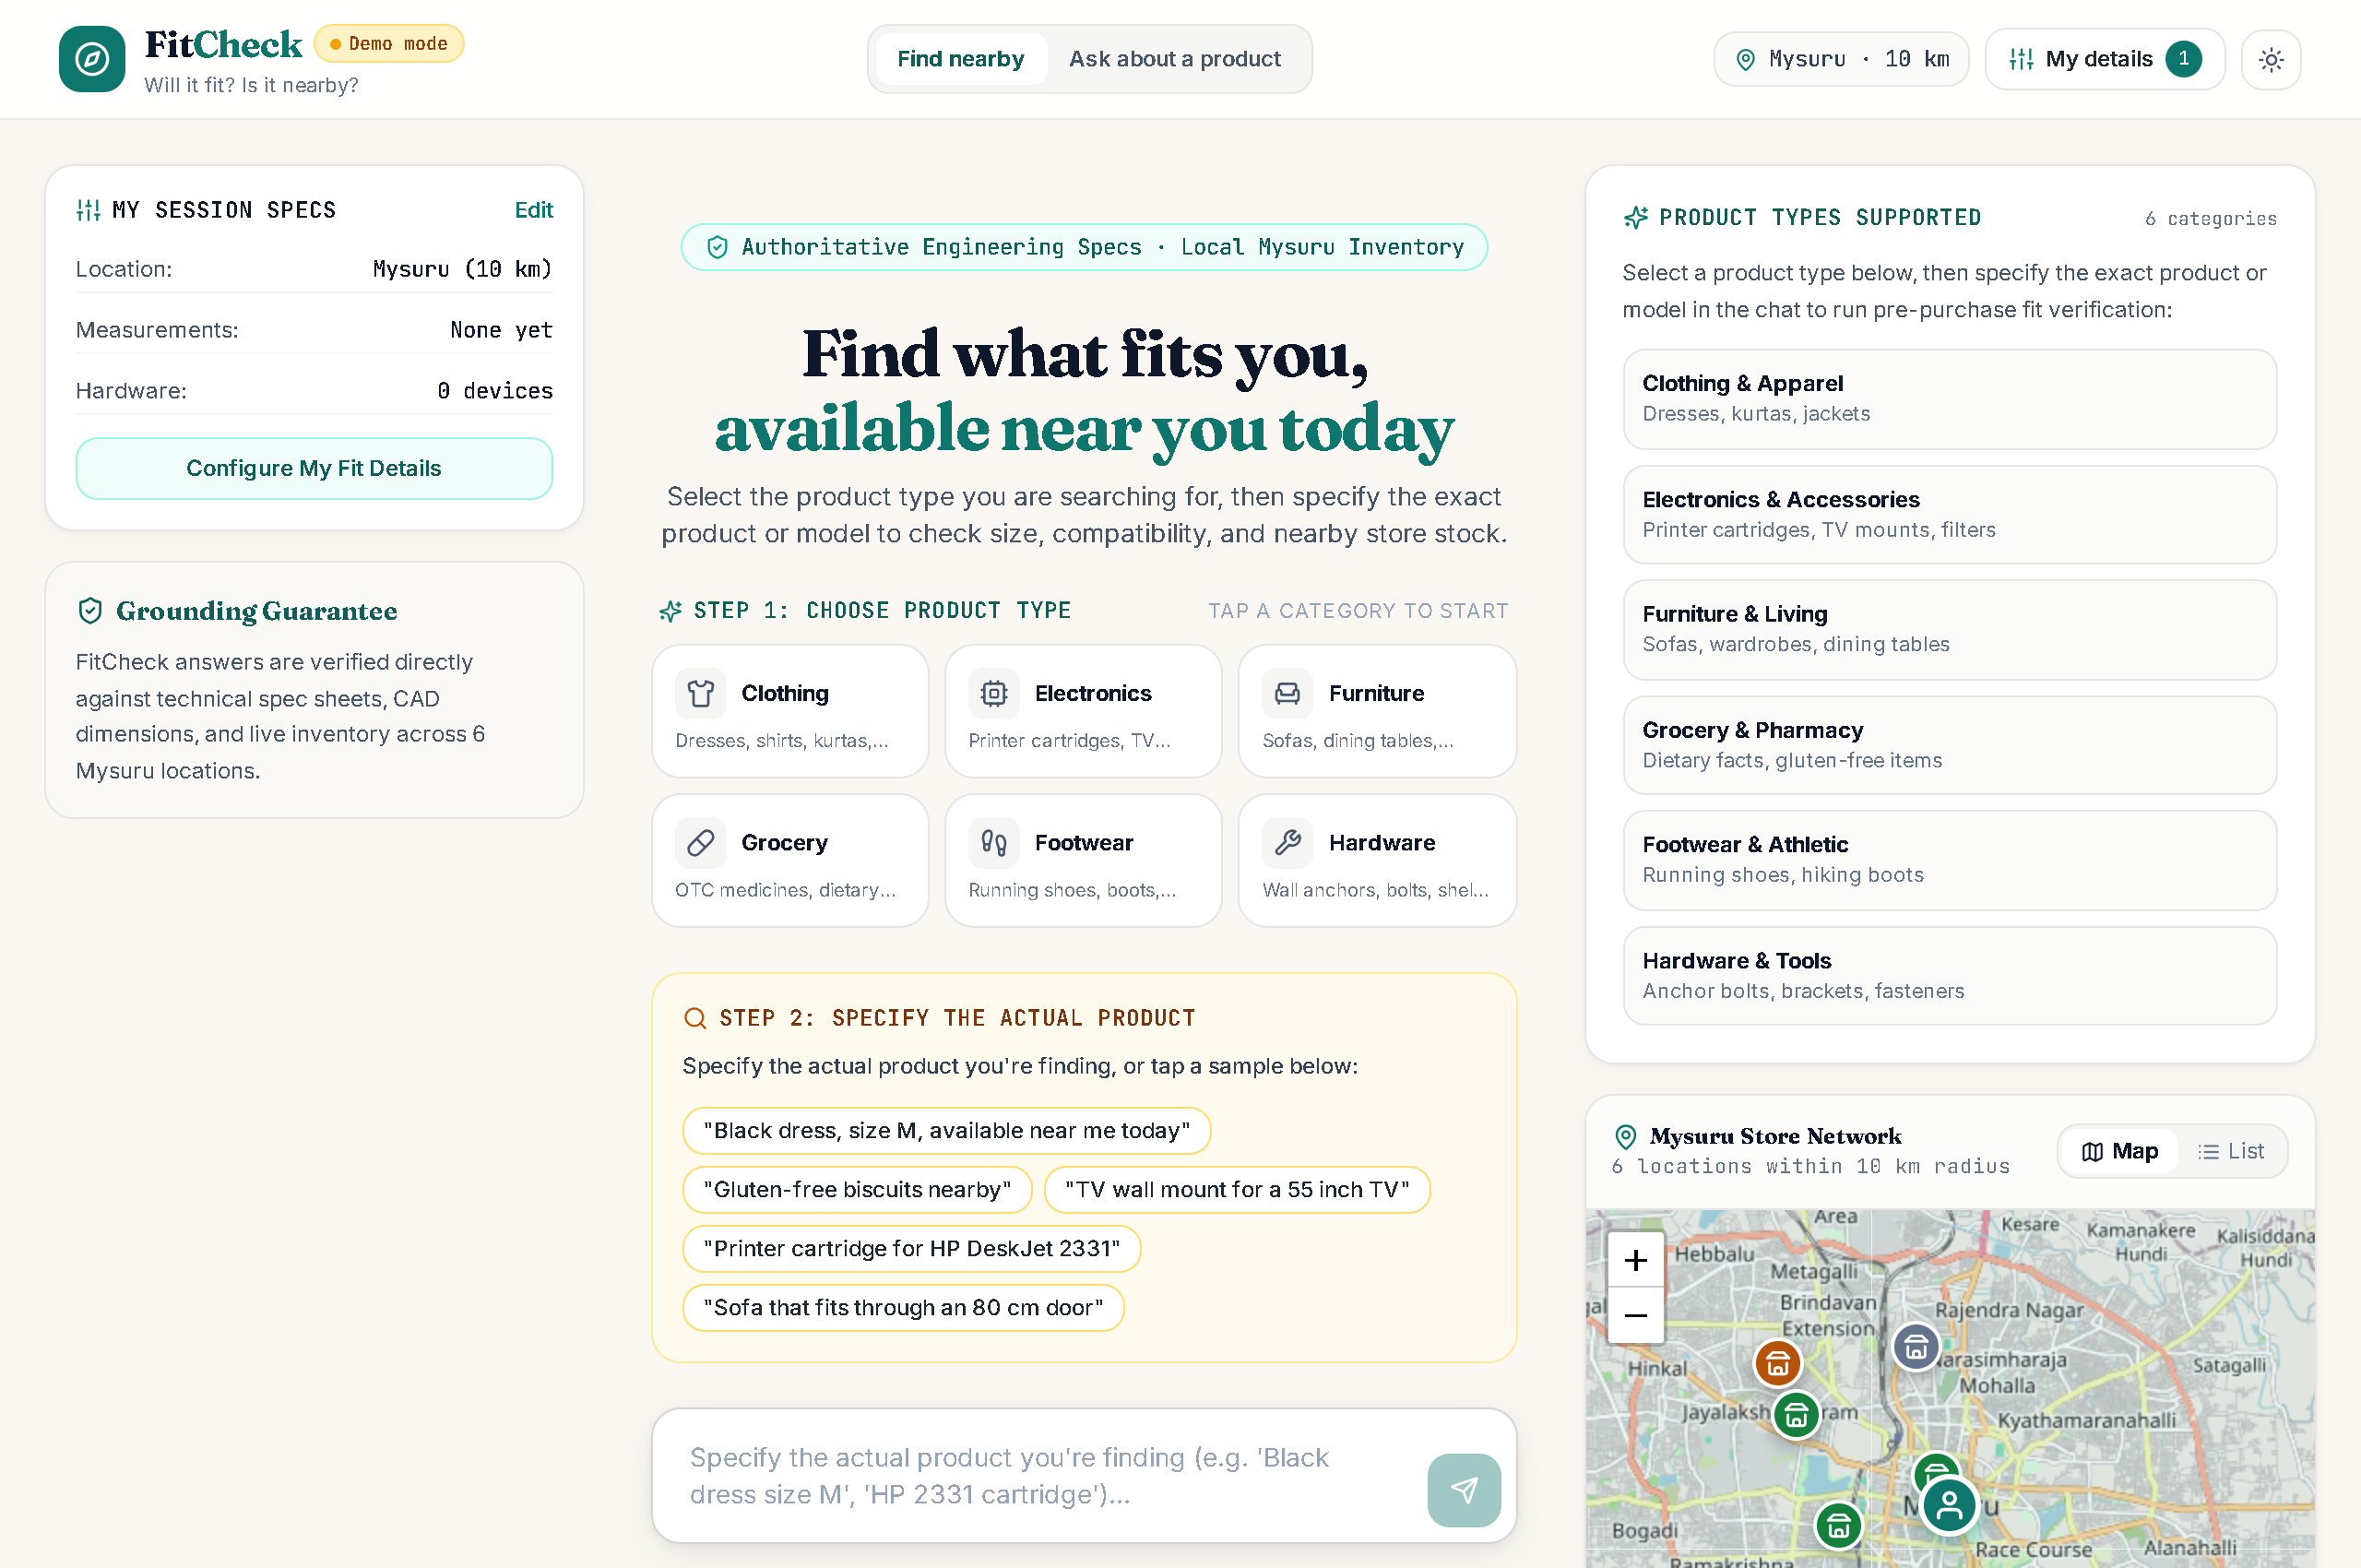 FitCheck
Demo mode
Will it fit? Is it nearby?
Find nearby
Ask about a product
Mysuru · 10 km
My details
1
MY SESSION SPECS
Edit
Location:
Mysuru (10 km)
Measurements:
None yet
Hardware:
0 devices
Configure My Fit Details
Grounding Guarantee
FitCheck answers are verified directly
against technical spec sheets, CAD
dimensions, and live inventory across 6
Mysuru locations.
Authoritative Engineering Specs · Local Mysuru Inventory
Find what fits you,
available near you today
Select the product type you are searching for, then specify the exact
product or model to check size, compatibility, and nearby store stock.
STEP 1: CHOOSE PRODUCT TYPE
TAP A CATEGORY TO START
Clothing
Dresses, shirts, kurtas,...
Electronics
Printer cartridges, TV...
Furniture
Sofas, dining tables,...
Grocery
OTC medicines, dietary...
Footwear
Running shoes, boots,...
Hardware
Wall anchors, bolts, shel...
STEP 2: SPECIFY THE ACTUAL PRODUCT
Specify the actual product you're finding, or tap a sample below:
"Black dress, size M, available near me today"
"Gluten-free biscuits nearby"
"TV wall mount for a 55 inch TV"
"Printer cartridge for HP DeskJet 2331"
"Sofa that fits through an 80 cm door"
Specify the actual product you're finding (e.g. 'Black
dress size M', 'HP 2331 cartridge')...
PRODUCT TYPES SUPPORTED
6 categories
Select a product type below, then specify the exact product or
model in the chat to run pre-purchase fit verification:
Clothing & Apparel
Dresses, kurtas, jackets
Electronics & Accessories
Printer cartridges, TV mounts, filters
Furniture & Living
Sofas, wardrobes, dining tables
Grocery & Pharmacy
Dietary facts, gluten-free items
Footwear & Athletic
Running shoes, hiking boots
Hardware & Tools
Anchor bolts, brackets, fasteners
Mysuru Store Network
6 locations within 10 km radius
Map
List
+
−
Area
Kesare
Kamanakere
Hundi
Kalisiddana
Hundi
Hebbalu
Metagalli
Brindavan
Extension
Rajendra Nagar
Hinkal
Narasimharaja
Mohalla
Satagalli
Kyathamaranahalli
Bogadi
Race Course
Alanahalli